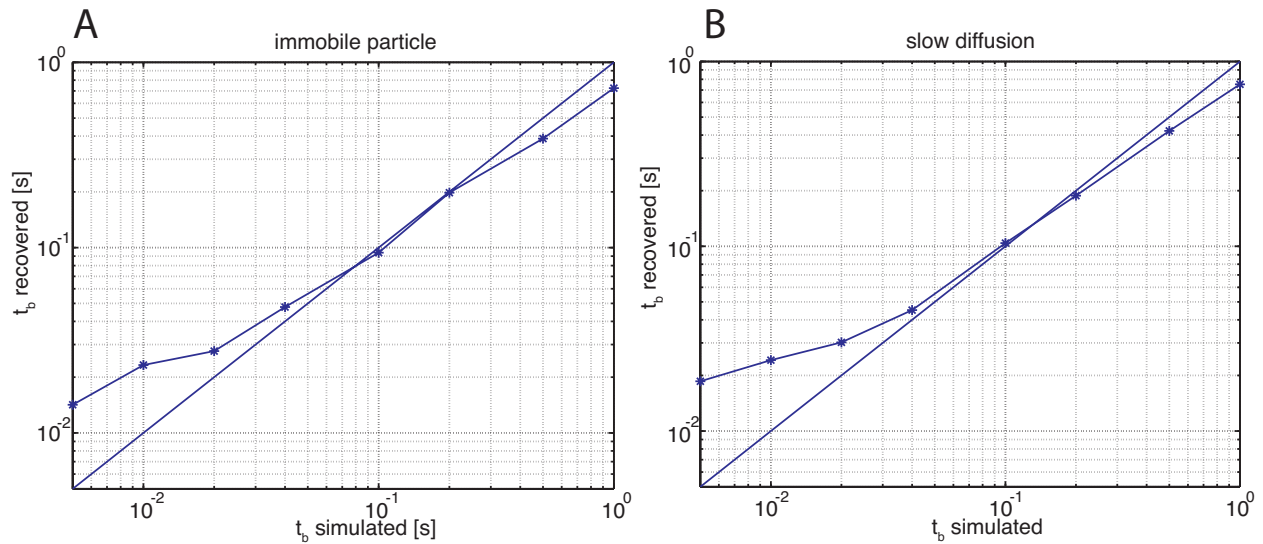 A
immobile particle
10^0
10^-1
10^-2
t_b recovered [s]
10^-2
10^-1
10^0
t_b simulated [s]
B
slow diffusion
10^0
10^-1
10^-2
t_b recovered [s]
10^-2
10^-1
10^0
t_b simulated